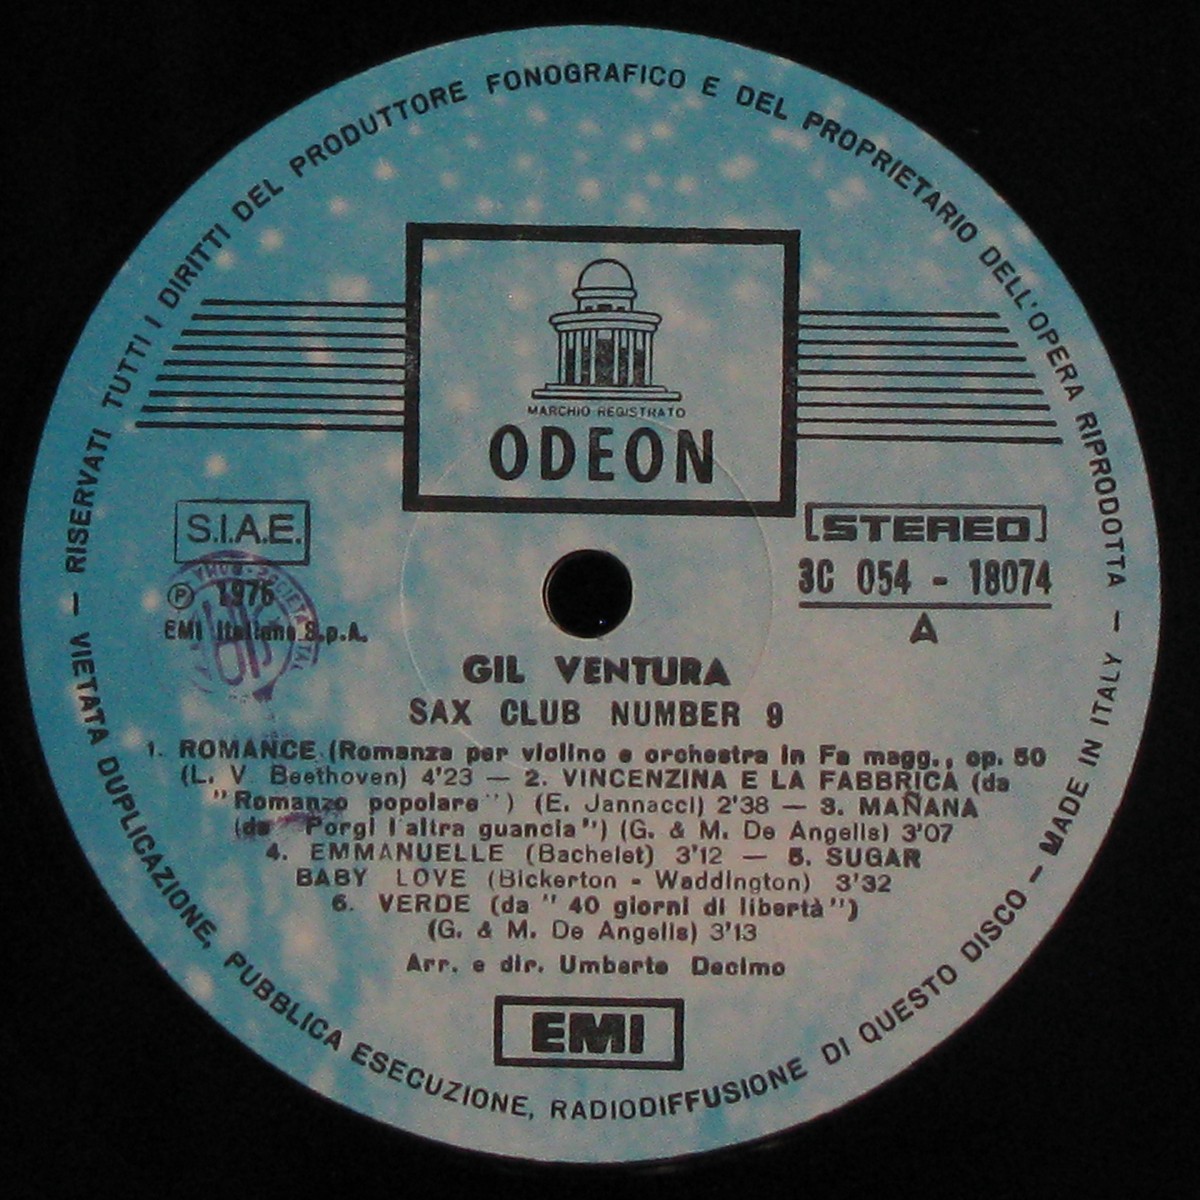 RISERVATI TUTTI I DIRITTI DEL PRODUTTORE FONOGRAFICO E DEL PROPRIETARIO DELL'OPERA RIPRODOTTA — MADE IN ITALY —
VIETATA DUPLICAZIONE, PUBBLICA ESECUZIONE, RADIODIFFUSIONE DI QUESTO DISCO —
MARCHIO REGISTRATO
ODEON
S.I.A.E.
STEREO
Ⓟ 1975
3C 054 - 18074
EMI Italiana S.p.A.
A
GIL VENTURA
SAX CLUB NUMBER 9
1. ROMANCE (Romanza per violino e orchestra in Fa magg., op. 50
(L. V. Beethoven) 4'23 — 2. VINCENZINA E LA FABBRICA (da
"Romanzo popolare") (E. Jannacci) 2'38 — 3. MAÑANA
(da "Porgi l'altra guancia") (G. & M. De Angelis) 3'07
4. EMMANUELLE (Bachelet) 3'12 — 5. SUGAR
BABY LOVE (Bickerton - Waddington) 3'32
6. VERDE (da "40 giorni di libertà")
(G. & M. De Angelis) 3'13
Arr. e dir. Umberto Decimo
EMI